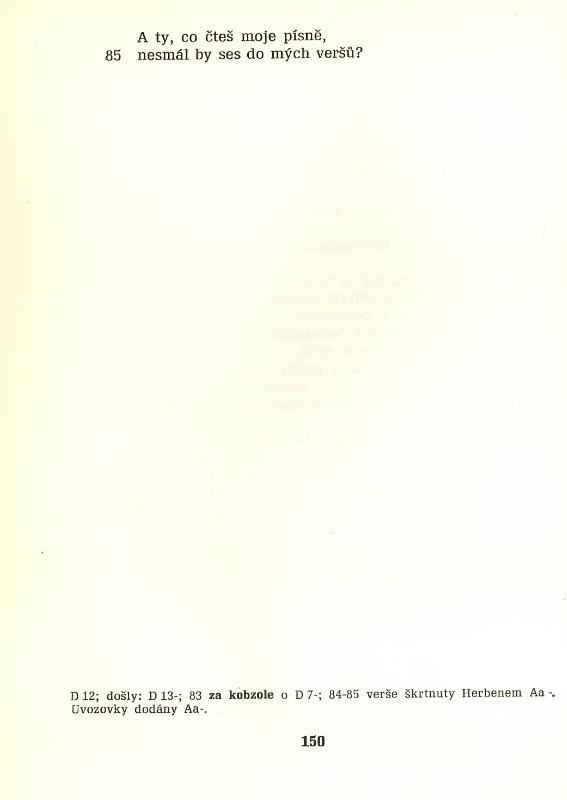 A ty, co čteš moje písně,
85 nesmál by ses do mých veršů?
D 12; došly: D 13-; 83 za kobzole o D 7-; 84-85 verše škrtnuty Herbenem Aa -.
Uvozovky dodány Aa-.
150